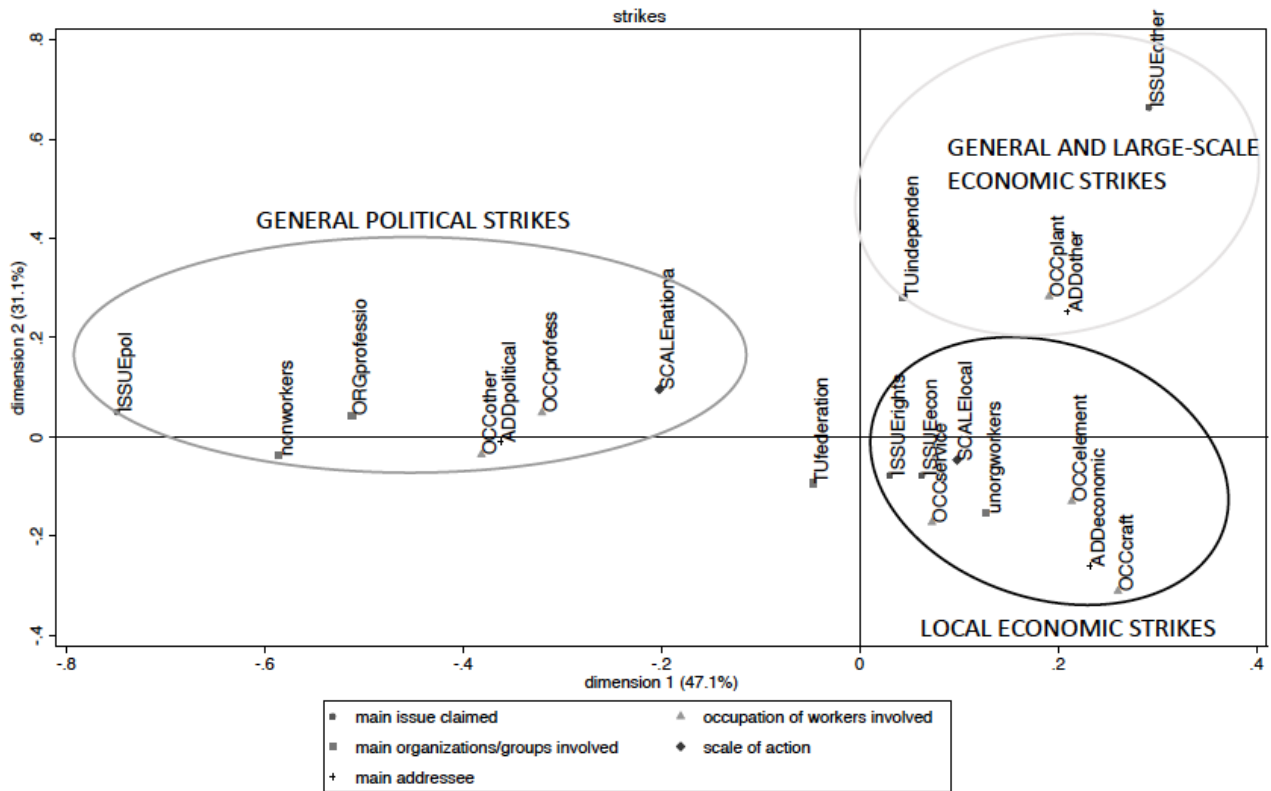 strikes
.8
.6
.4
.2
0
-.2
-.4
dimension 2 (31.1%)
ISSUEother
GENERAL AND LARGE-SCALE
ECONOMIC STRIKES
TUindependen
OCCplant
ADDother
GENERAL POLITICAL STRIKES
ISSUEpol
nonworkers
ORGprofessio
OCCother
ADDpolitical
OCCprofess
SCALEnationa
TUfederation
ISSUErights
ISSUEecon
OCCservice
SCALElocal
unorgworkers
OCCelement
ADDeconomic
OCCcraft
LOCAL ECONOMIC STRIKES
-.8
-.6
-.4
-.2
0
.2
.4
dimension 1 (47.1%)
main issue claimed
occupation of workers involved
main organizations/groups involved
scale of action
main addressee